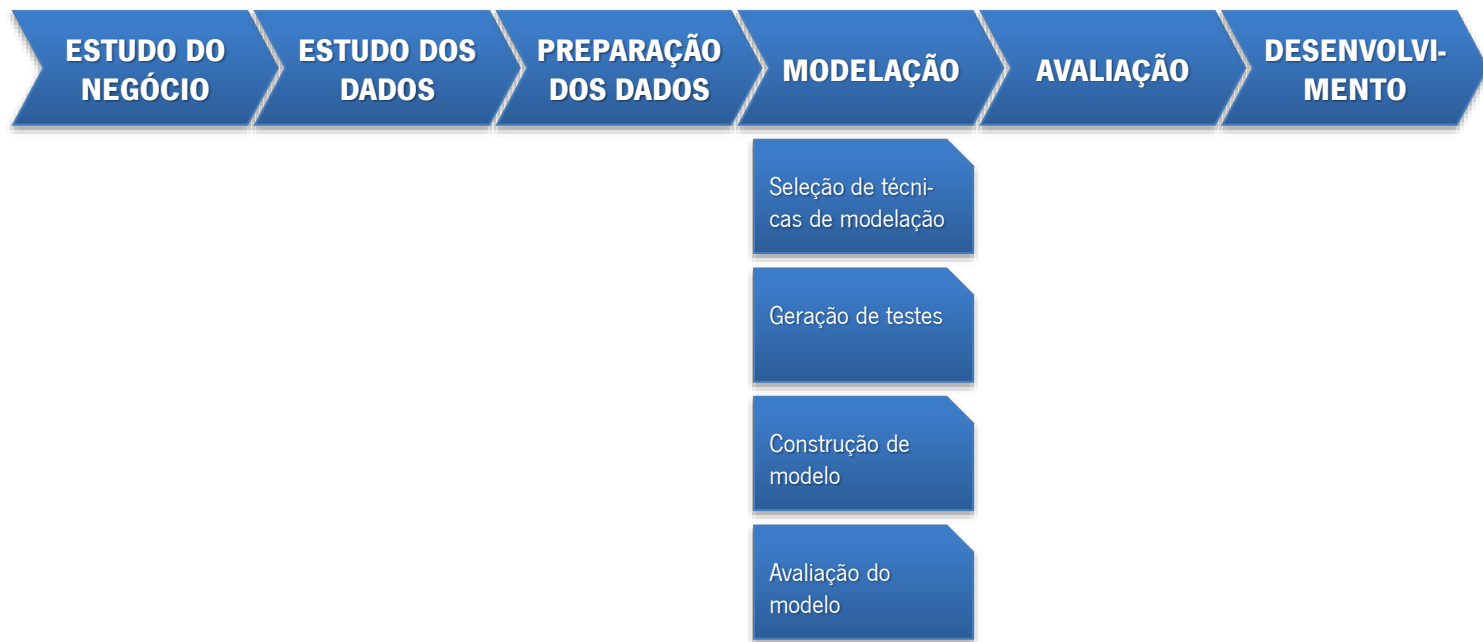 ESTUDO DO
NEGÓCIO
ESTUDO DOS
DADOS
PREPARAÇÃO
DOS DADOS
MODELAÇÃO
AVALIAÇÃO
DESENVOLVI-
MENTO
Seleção de técni-
cas de modelação
Geração de testes
Construção de
modelo
Avaliação do
modelo